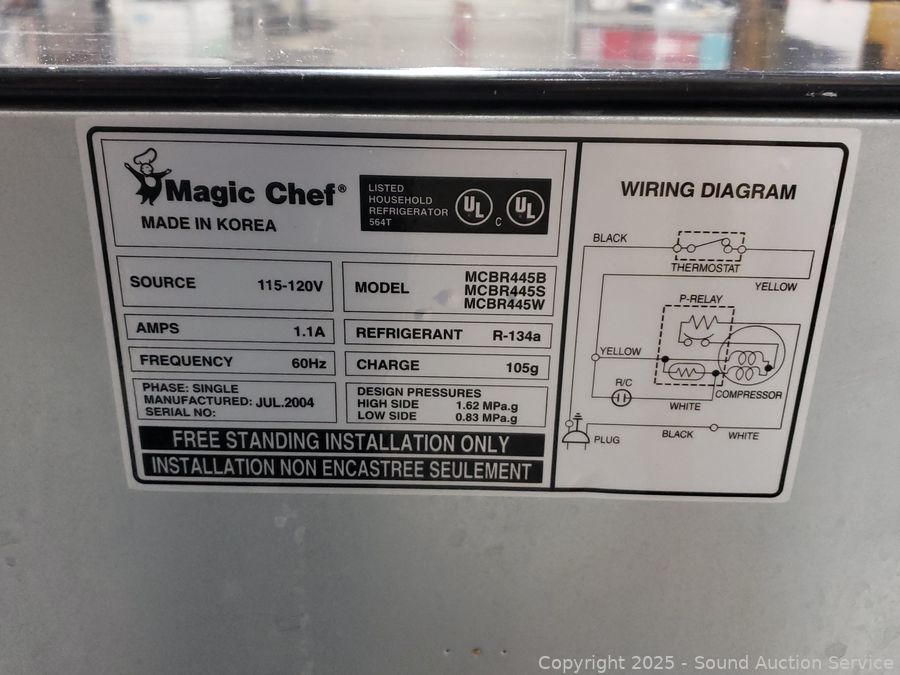 Magic Chef®
MADE IN KOREA
LISTED
HOUSEHOLD
REFRIGERATOR
564T
UL
C UL
SOURCE 115-120V
MODEL MCBR445B
MCBR445S
MCBR445W
AMPS 1.1A
REFRIGERANT R-134a
FREQUENCY 60Hz
CHARGE 105g
PHASE: SINGLE
MANUFACTURED: JUL.2004
SERIAL NO:
DESIGN PRESSURES
HIGH SIDE 1.62 MPa.g
LOW SIDE 0.83 MPa.g
FREE STANDING INSTALLATION ONLY
INSTALLATION NON ENCASTREE SEULEMENT
WIRING DIAGRAM
BLACK
THERMOSTAT
YELLOW
P-RELAY
YELLOW
R/C
COMPRESSOR
WHITE
PLUG
BLACK
WHITE
Copyright © 2025 - Sound Auction Service